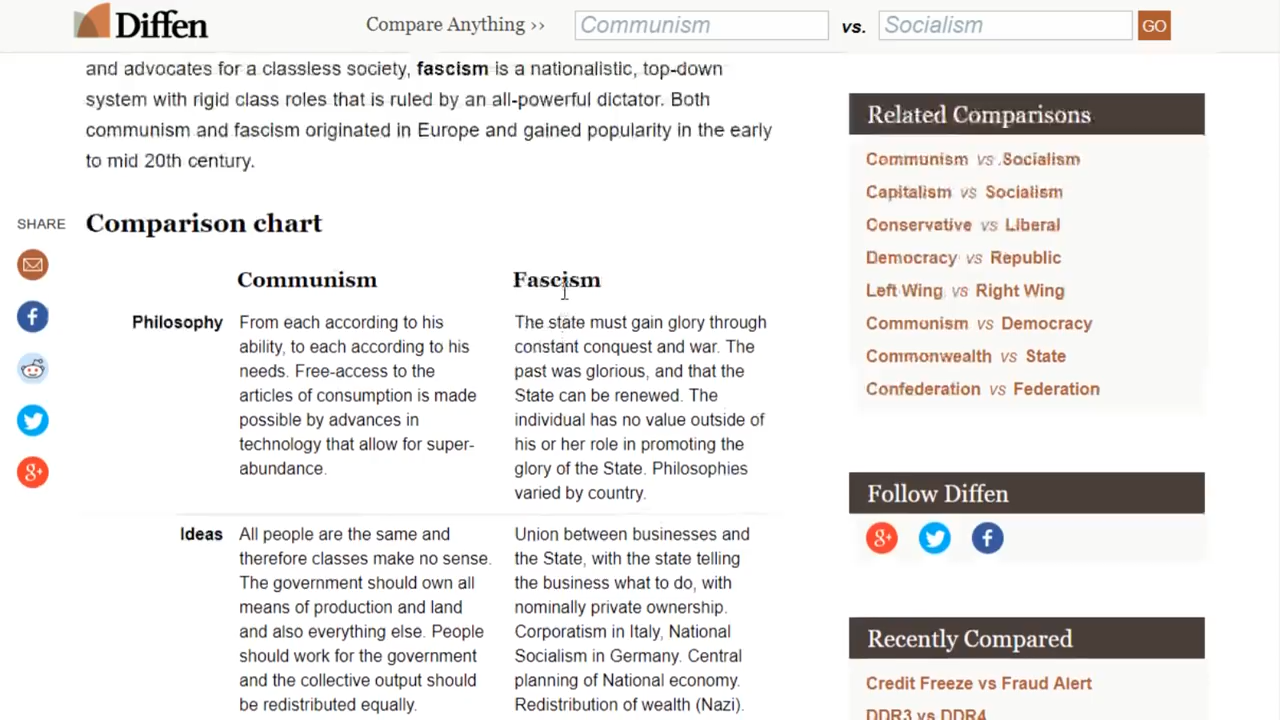 Diffen
Compare Anything ››
Communism
vs.
Socialism
GO
and advocates for a classless society, fascism is a nationalistic, top-down
system with rigid class roles that is ruled by an all-powerful dictator. Both
communism and fascism originated in Europe and gained popularity in the early
to mid 20th century.
SHARE
Comparison chart
Communism
Fascism
Philosophy
From each according to his
ability, to each according to his
needs. Free-access to the
articles of consumption is made
possible by advances in
technology that allow for super-
abundance.
The state must gain glory through
constant conquest and war. The
past was glorious, and that the
State can be renewed. The
individual has no value outside of
his or her role in promoting the
glory of the State. Philosophies
varied by country.
Ideas
All people are the same and
therefore classes make no sense.
The government should own all
means of production and land
and also everything else. People
should work for the government
and the collective output should
be redistributed equally.
Union between businesses and
the State, with the state telling
the business what to do, with
nominally private ownership.
Corporatism in Italy, National
Socialism in Germany. Central
planning of National economy.
Redistribution of wealth (Nazi).
Related Comparisons
Communism vs Socialism
Capitalism vs Socialism
Conservative vs Liberal
Democracy vs Republic
Left Wing vs Right Wing
Communism vs Democracy
Commonwealth vs State
Confederation vs Federation
Follow Diffen
Recently Compared
Credit Freeze vs Fraud Alert
DDR3 vs DDR4